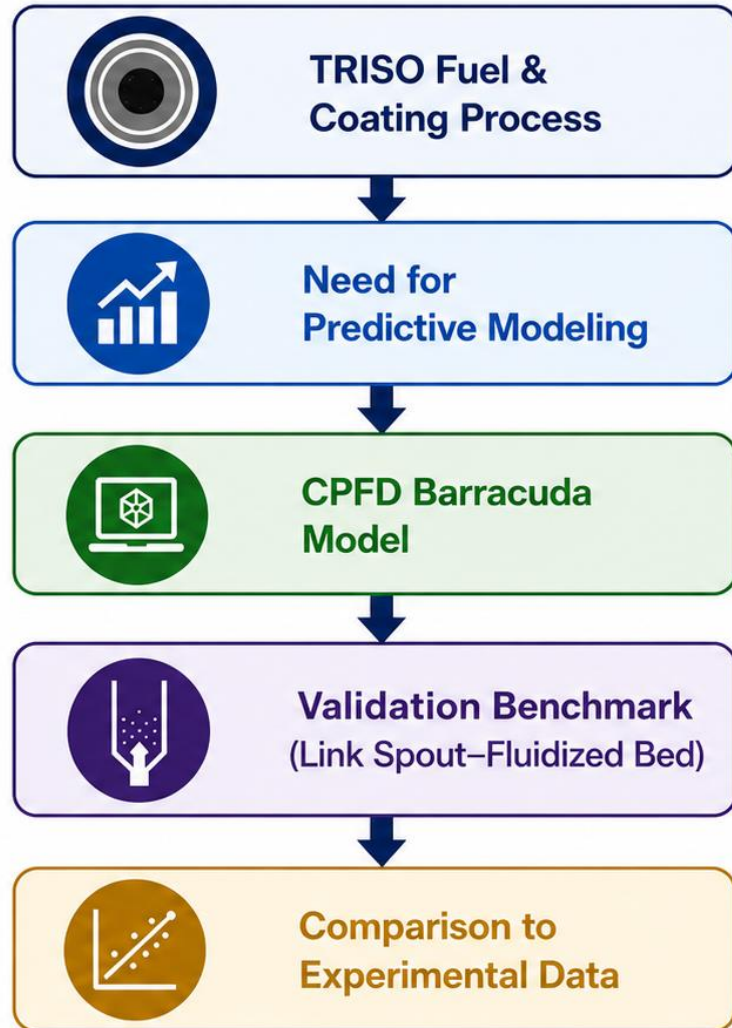 TRISO Fuel &
Coating Process
Need for
Predictive Modeling
CPFD Barracuda
Model
Validation Benchmark
(Link Spout–Fluidized Bed)
Comparison to
Experimental Data